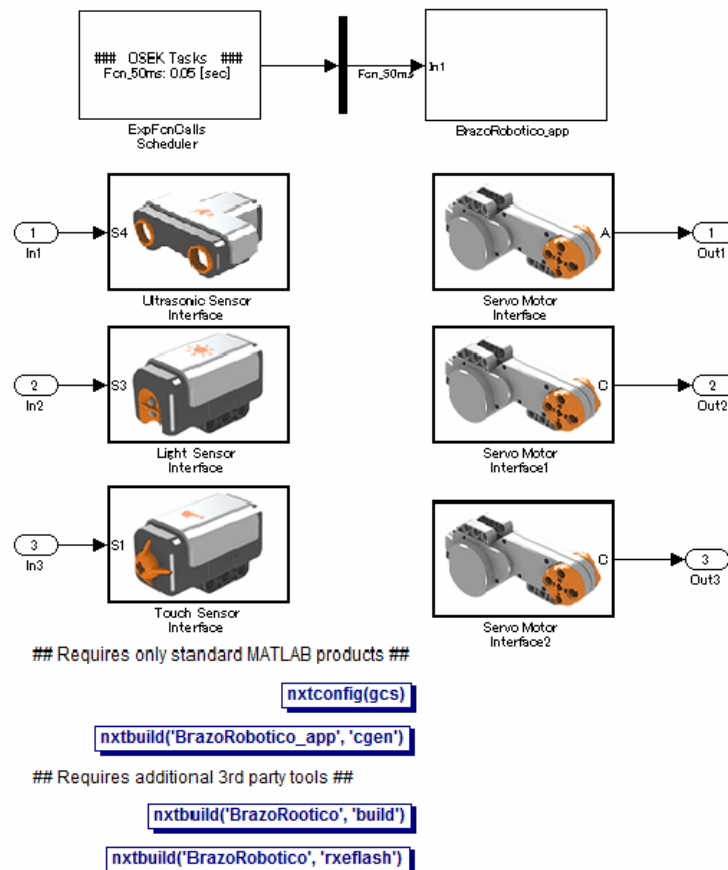 ### OSEK Tasks ###
Fcn_50ms: 0.05 [sec]
ExpFcnCalls
Scheduler
Fcn_50ms
In1
BrazoRobotico_app
1
In1
S4
Ultrasonic Sensor
Interface
A
Servo Motor
Interface
1
Out1
2
In2
S3
Light Sensor
Interface
C
Servo Motor
Interface1
2
Out2
3
In3
S1
Touch Sensor
Interface
C
Servo Motor
Interface2
3
Out3
## Requires only standard MATLAB products ##
nxtconfig(gcs)
nxtbuild('BrazoRobotico_app', 'cgen')
## Requires additional 3rd party tools ##
nxtbuild('BrazoRootico', 'build')
nxtbuild('BrazoRobotico', 'rxeflash')